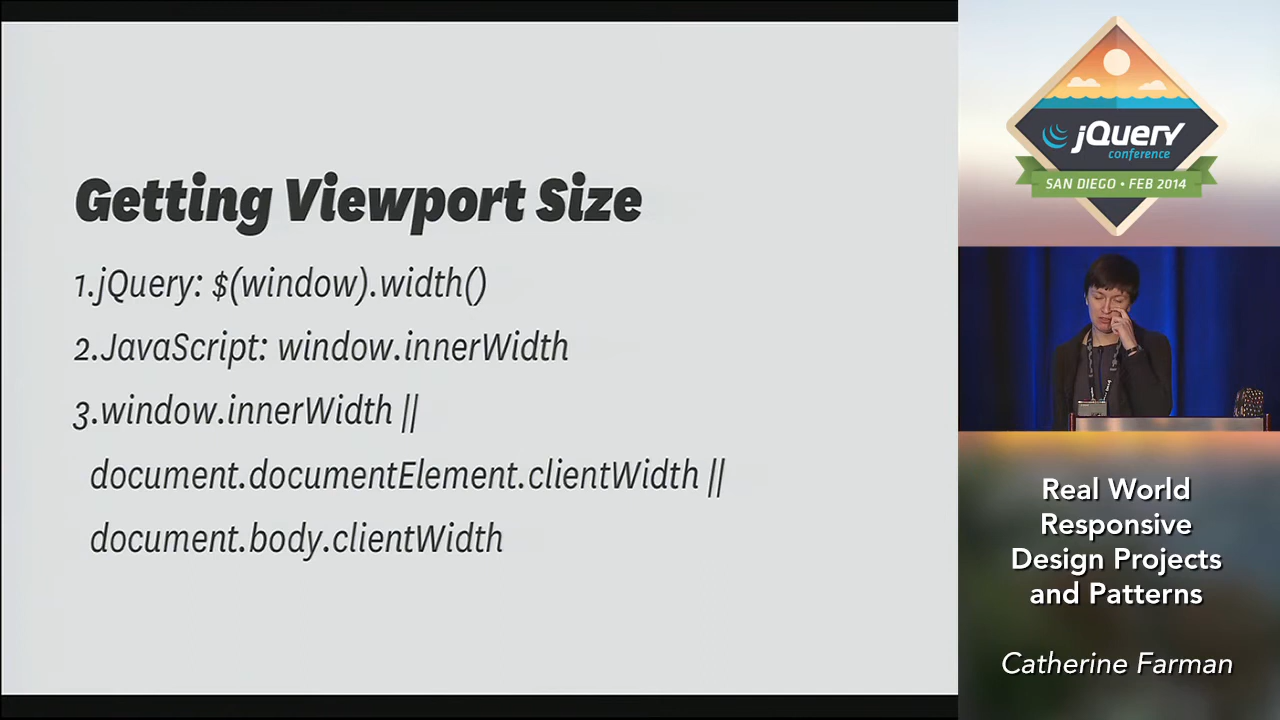 Getting Viewport Size
1.jQuery: $(window).width()
2.JavaScript: window.innerWidth
3.window.innerWidth ||
document.documentElement.clientWidth ||
document.body.clientWidth
jQuery
conference
SAN DIEGO • FEB 2014
Real World
Responsive
Design Projects
and Patterns
Catherine Farman